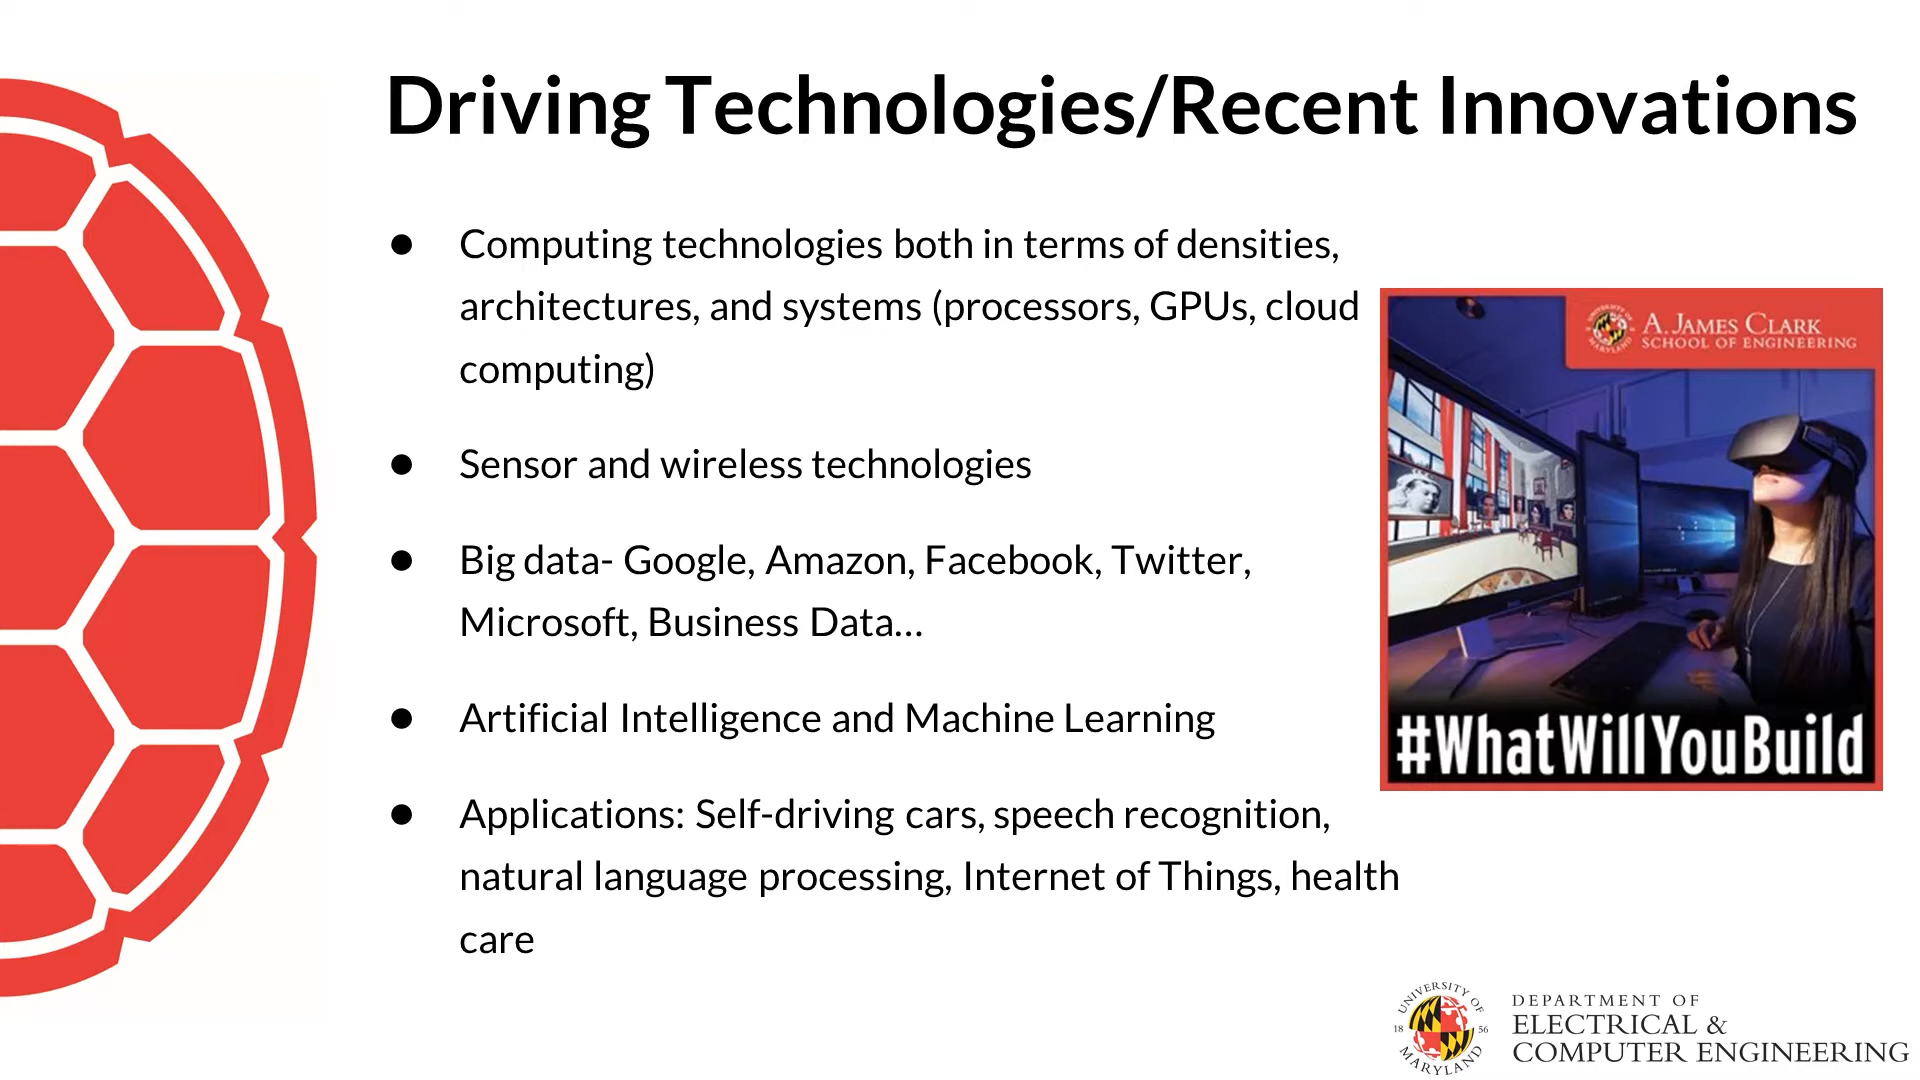 Driving Technologies/Recent Innovations
● Computing technologies both in terms of densities,
architectures, and systems (processors, GPUs, cloud
computing)
● Sensor and wireless technologies
● Big data- Google, Amazon, Facebook, Twitter,
Microsoft, Business Data...
● Artificial Intelligence and Machine Learning
● Applications: Self-driving cars, speech recognition,
natural language processing, Internet of Things, health
care
UNIVERSITY OF MARYLAND
A. JAMES CLARK
SCHOOL OF ENGINEERING
#WhatWillYouBuild
UNIVERSITY OF
18 56
MARYLAND
DEPARTMENT OF
ELECTRICAL &
COMPUTER ENGINEERING